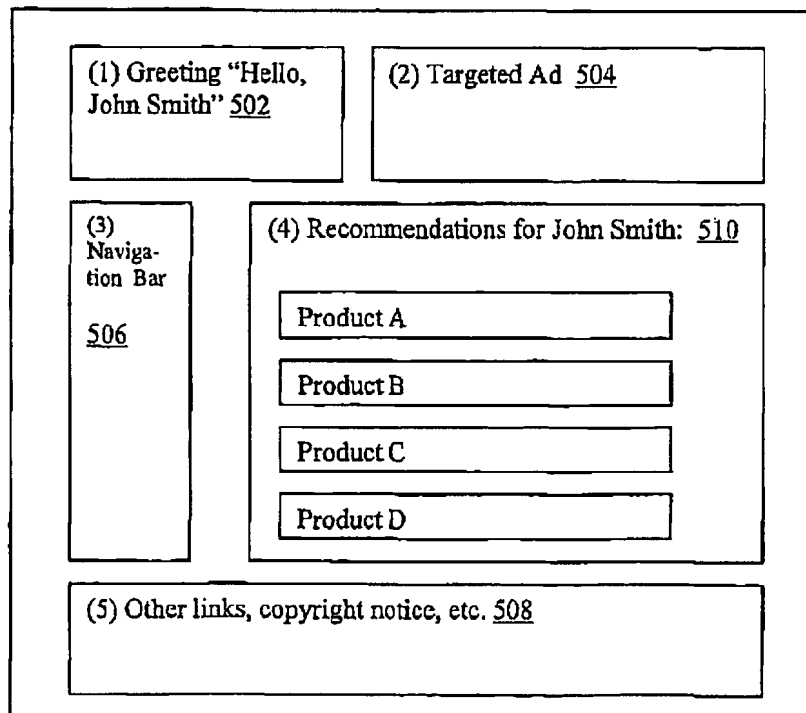 (1) Greeting “Hello,
John Smith” 502
(2) Targeted Ad 504
(3)
Naviga-
tion Bar
506
(4) Recommendations for John Smith: 510
Product A
Product B
Product C
Product D
(5) Other links, copyright notice, etc. 508